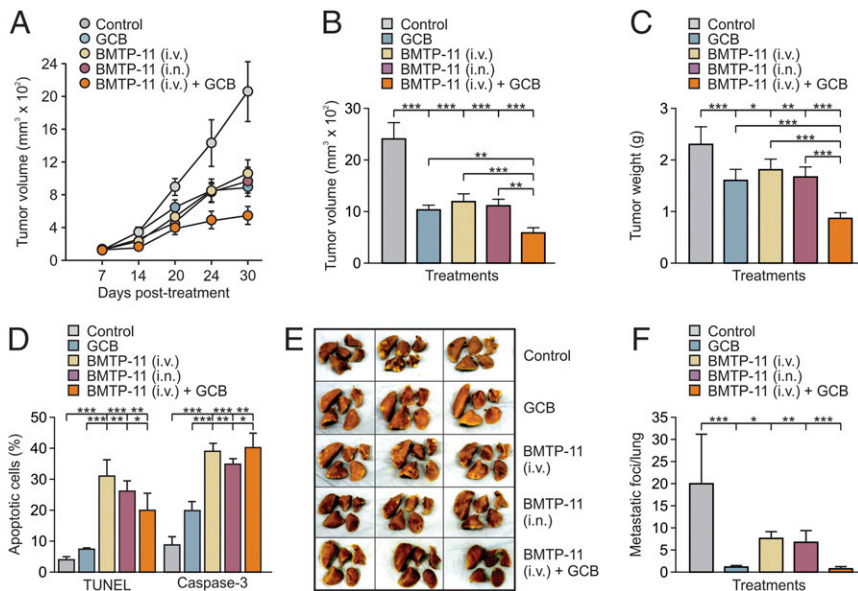 A
Control
GCB
BMTP-11 (i.v.)
BMTP-11 (i.n.)
BMTP-11 (i.v.) + GCB
Tumor volume (mm³ x 10²)
24
20
16
12
8
4
0
7 14 20 24 30
Days post-treatment
B
Control
GCB
BMTP-11 (i.v.)
BMTP-11 (i.n.)
BMTP-11 (i.v.) + GCB
Tumor volume (mm³ x 10²)
30
20
10
0
*** *** *** ***
**
***
**
Treatments
C
Control
GCB
BMTP-11 (i.v.)
BMTP-11 (i.n.)
BMTP-11 (i.v.) + GCB
Tumor weight (g)
3
2
1
0
*** * ** ***
***
***
***
Treatments
D
Control
GCB
BMTP-11 (i.v.)
BMTP-11 (i.n.)
BMTP-11 (i.v.) + GCB
Apoptotic cells (%)
50
40
30
20
10
0
*** *** ** *** *** **
*** ** * *** ** *
TUNEL Caspase-3
E
Control
GCB
BMTP-11
(i.v.)
BMTP-11
(i.n.)
BMTP-11
(i.v.) + GCB
F
Control
GCB
BMTP-11 (i.v.)
BMTP-11 (i.n.)
BMTP-11 (i.v.) + GCB
Metastatic foci/lung
35
30
25
20
15
10
5
0
*** * ** ***
Treatments